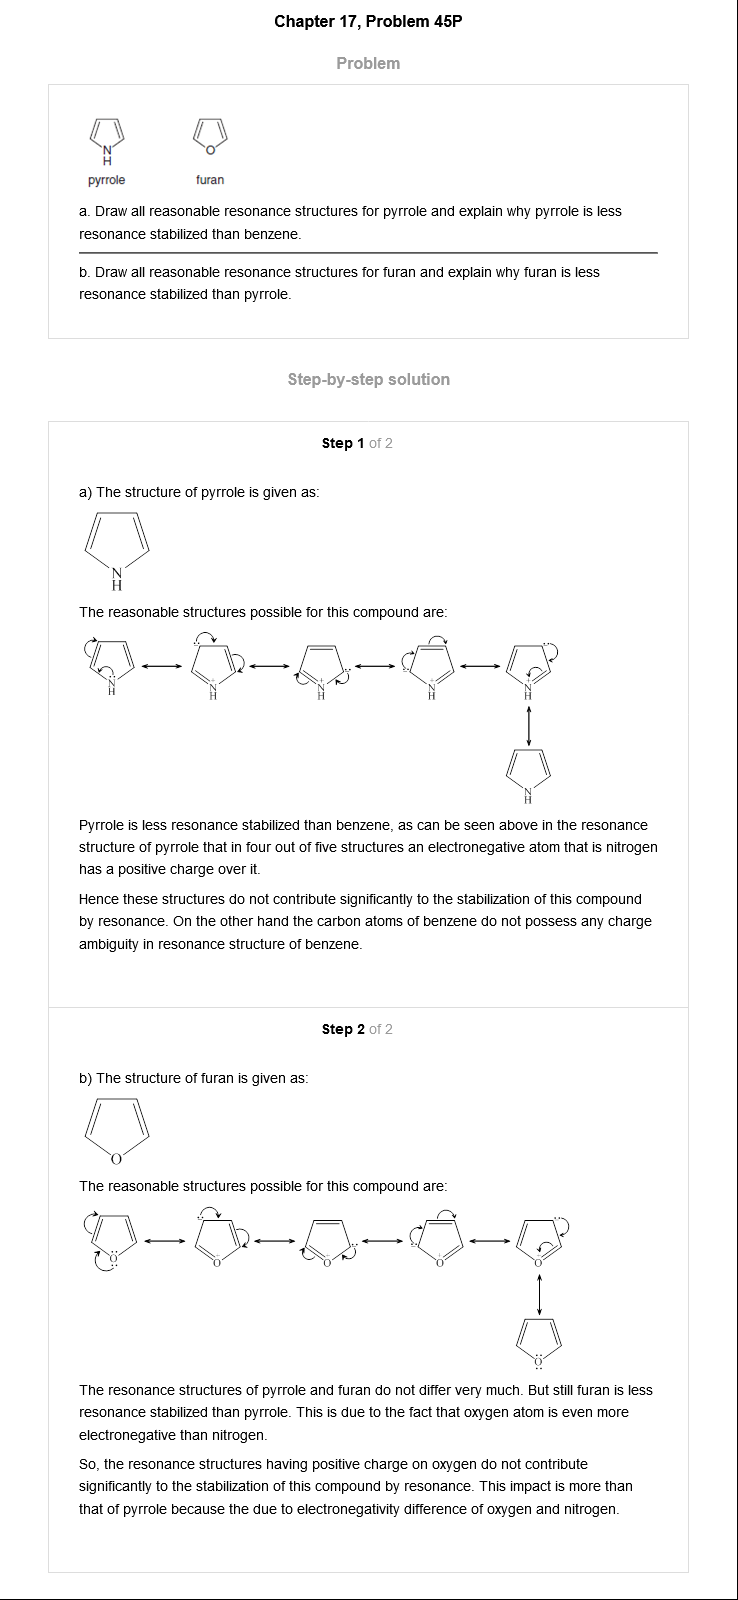 Chapter 17, Problem 45P
Problem
N
H
O
pyrrole
furan
a. Draw all reasonable resonance structures for pyrrole and explain why pyrrole is less
resonance stabilized than benzene.
b. Draw all reasonable resonance structures for furan and explain why furan is less
resonance stabilized than pyrrole.
Step-by-step solution
Step 1 of 2
a) The structure of pyrrole is given as:
N
H
The reasonable structures possible for this compound are:
N
H
N
H
N
H
N
H
N
H
N
H
Pyrrole is less resonance stabilized than benzene, as can be seen above in the resonance
structure of pyrrole that in four out of five structures an electronegative atom that is nitrogen
has a positive charge over it.
Hence these structures do not contribute significantly to the stabilization of this compound
by resonance. On the other hand the carbon atoms of benzene do not possess any charge
ambiguity in resonance structure of benzene.
Step 2 of 2
b) The structure of furan is given as:
O
The reasonable structures possible for this compound are:
O
O
O
O
O
O
The resonance structures of pyrrole and furan do not differ very much. But still furan is less
resonance stabilized than pyrrole. This is due to the fact that oxygen atom is even more
electronegative than nitrogen.
So, the resonance structures having positive charge on oxygen do not contribute
significantly to the stabilization of this compound by resonance. This impact is more than
that of pyrrole because the due to electronegativity difference of oxygen and nitrogen.